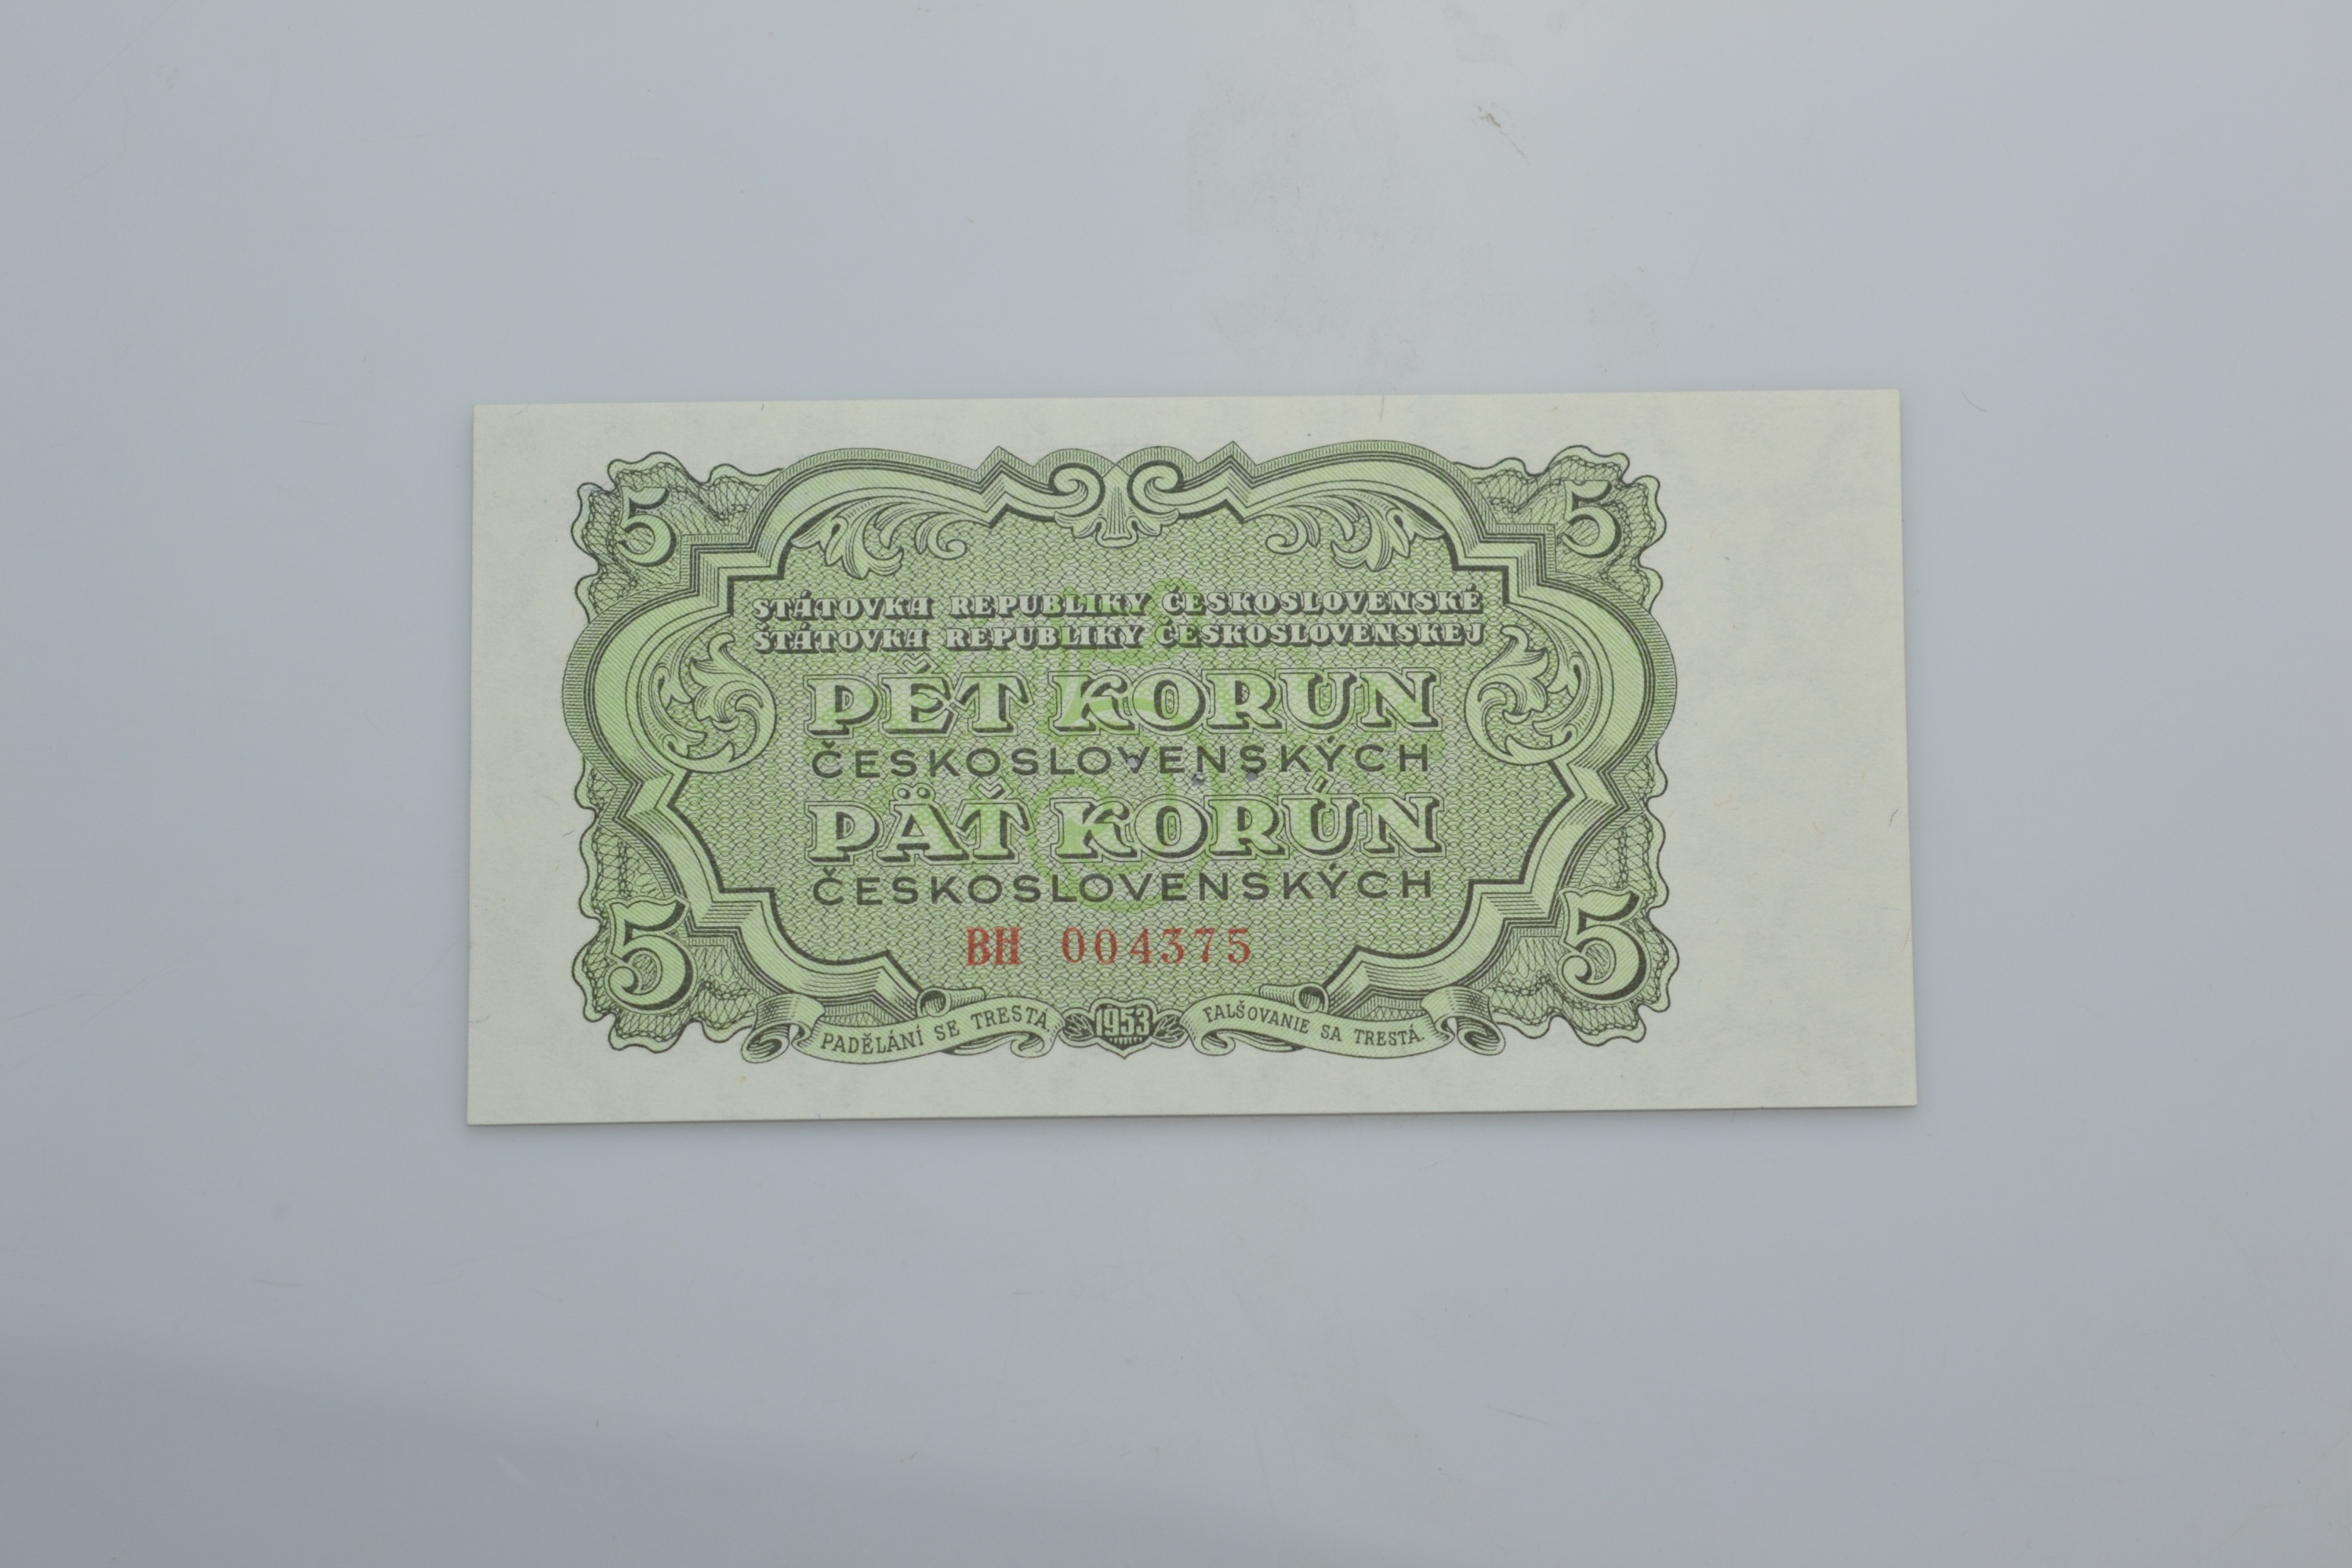 5 5
STÁTOVKA REPUBLIKY ČESKOSLOVENSKÉ
ŠTÁTOVKA REPUBLIKY ČESKOSLOVENSKEJ
PĚT KORUN
ČESKOSLOVENSKÝCH
PÄŤ KORÚN
ČESKOSLOVENSKÝCH
5 BH 004375 5
PADĚLÁNÍ SE TRESTÁ. 1953 FALŠOVANIE SA TRESTÁ.